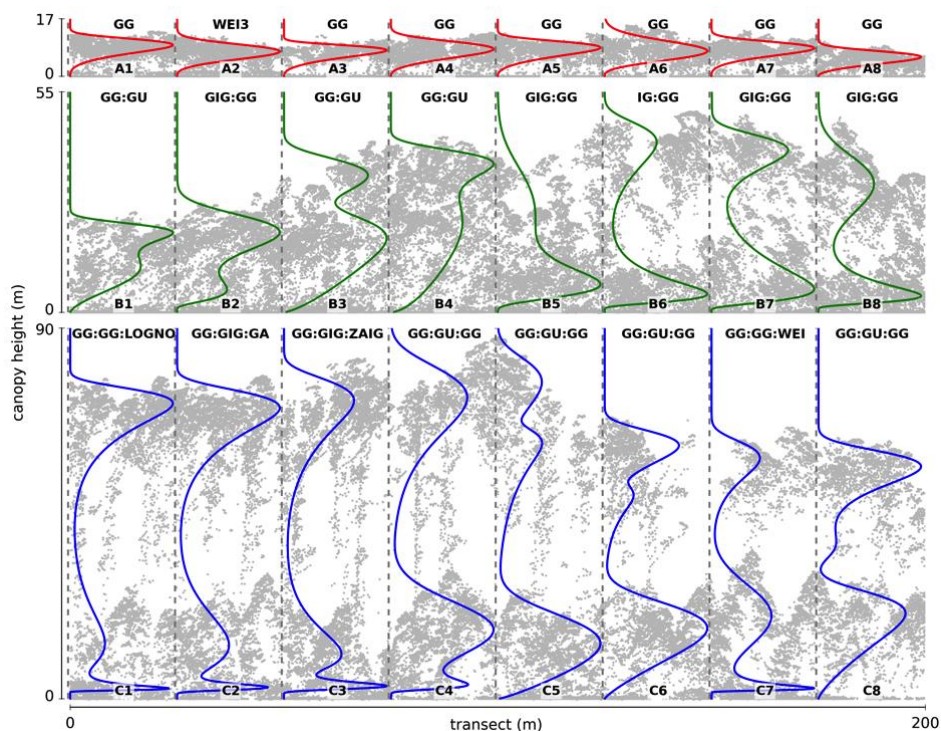 17
GG WEI3 GG GG GG GG GG GG
0
A1 A2 A3 A4 A5 A6 A7 A8
55
GG:GU GIG:GG GG:GU GG:GU GIG:GG IG:GG GIG:GG GIG:GG
canopy height (m)
0
B1 B2 B3 B4 B5 B6 B7 B8
90
GG:GG:LOGNO GG:GIG:GA GG:GIG:ZAIG GG:GU:GG GG:GU:GG GG:GU:GG GG:GG:WEI GG:GU:GG
0
C1 C2 C3 C4 C5 C6 C7 C8
0 transect (m) 200